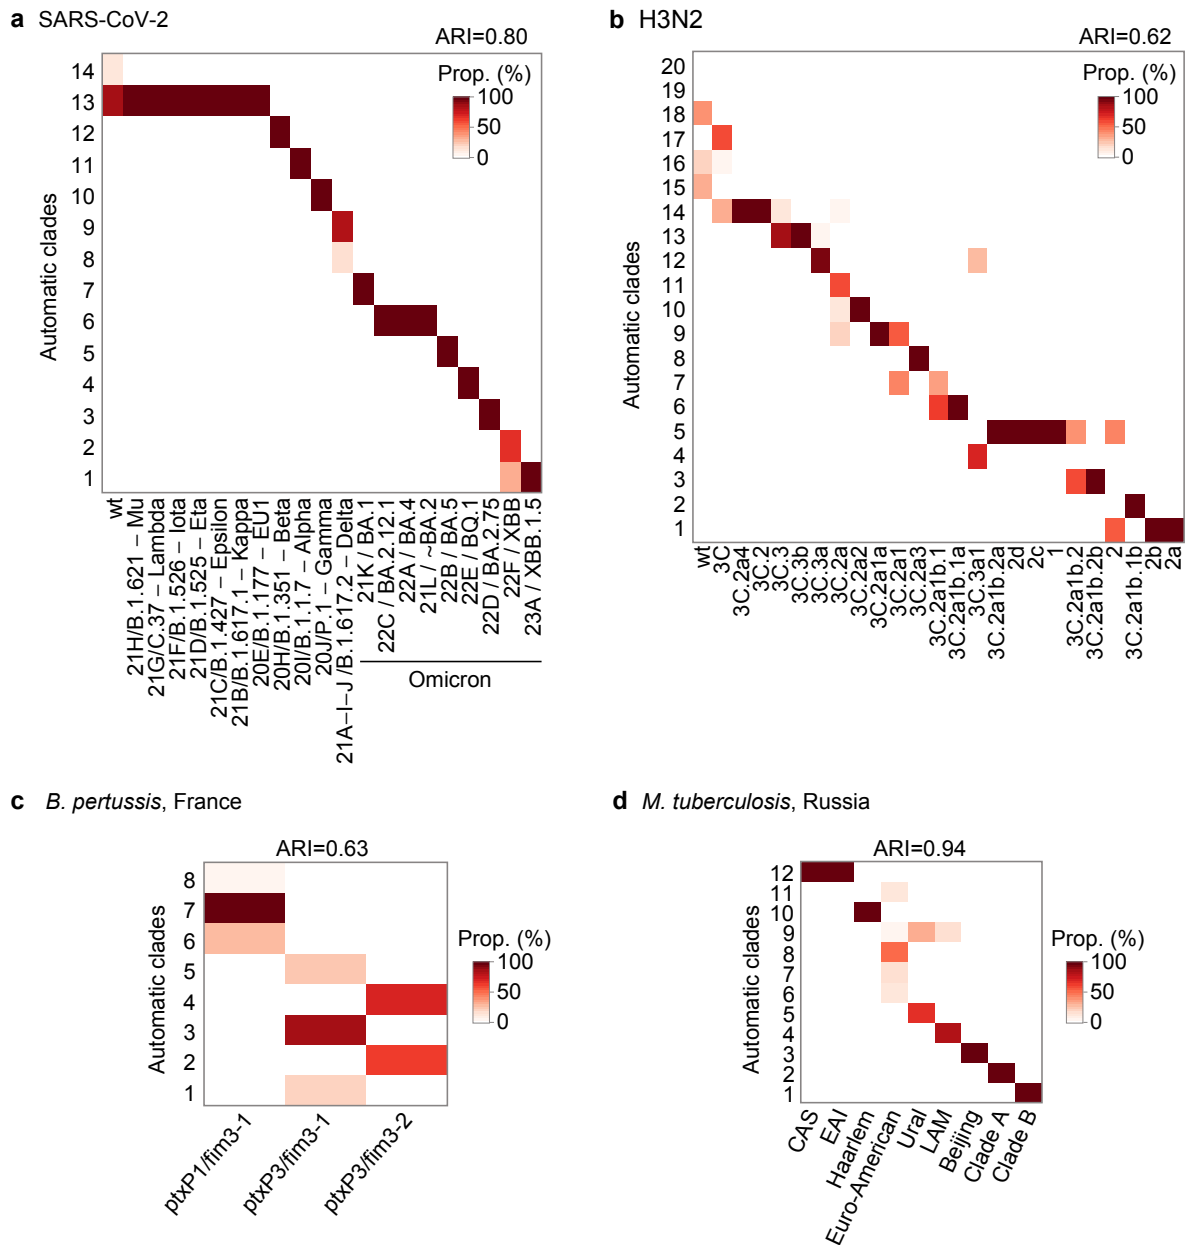 a SARS-CoV-2
ARI=0.80
Prop. (%)
100
50
0
Automatic clades
14
13
12
11
10
9
8
7
6
5
4
3
2
1
wt
21H/B.1.621 – Mu
21G/C.37 – Lambda
21F/B.1.526 – Iota
21D/B.1.525 – Eta
21C/B.1.427 – Epsilon
21B/B.1.617.1 – Kappa
20E/B.1.177 – EU1
20H/B.1.351 – Beta
20I/B.1.1.7 – Alpha
20J/P.1 – Gamma
21A–I–J /B.1.617.2 – Delta
21K / BA.1
22C / BA.2.12.1
22A / BA.4
21L / ~BA.2
22B / BA.5
22E / BQ.1
22D / BA.2.75
22F / XBB
23A / XBB.1.5
Omicron
b H3N2
ARI=0.62
Prop. (%)
100
50
0
Automatic clades
20
19
18
17
16
15
14
13
12
11
10
9
8
7
6
5
4
3
2
1
wt
3C
3C.2a4
3C.2
3C.3
3C.3b
3C.3a
3C.2a
3C.2a2
3C.2a1a
3C.2a1
3C.2a3
3C.2a1b.1
3C.2a1b.1a
3C.3a1
3C.2a1b.2a
2d
2c
1
3C.2a1b.2
3C.2a1b.2b
2
3C.2a1b.1b
2b
2a
c B. pertussis, France
ARI=0.63
Automatic clades
8
7
6
5
4
3
2
1
Prop. (%)
100
50
0
ptxP1/fim3-1
ptxP3/fim3-1
ptxP3/fim3-2
d M. tuberculosis, Russia
ARI=0.94
Automatic clades
12
11
10
9
8
7
6
5
4
3
2
1
Prop. (%)
100
50
0
CAS
EAI
Haarlem
Euro-American
Ural
LAM
Beijing
Clade A
Clade B